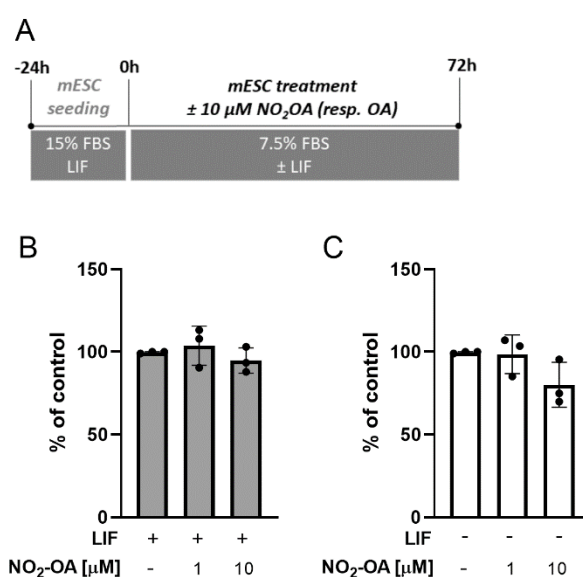 A
-24h
mESC
seeding
0h
mESC treatment
± 10 µM NO₂OA (resp. OA)
72h
15% FBS
LIF
7.5% FBS
± LIF
B
% of control
150
100
50
0
LIF + + +
NO₂-OA [µM] - 1 10
C
% of control
150
100
50
0
LIF - - -
NO₂-OA [µM] - 1 10